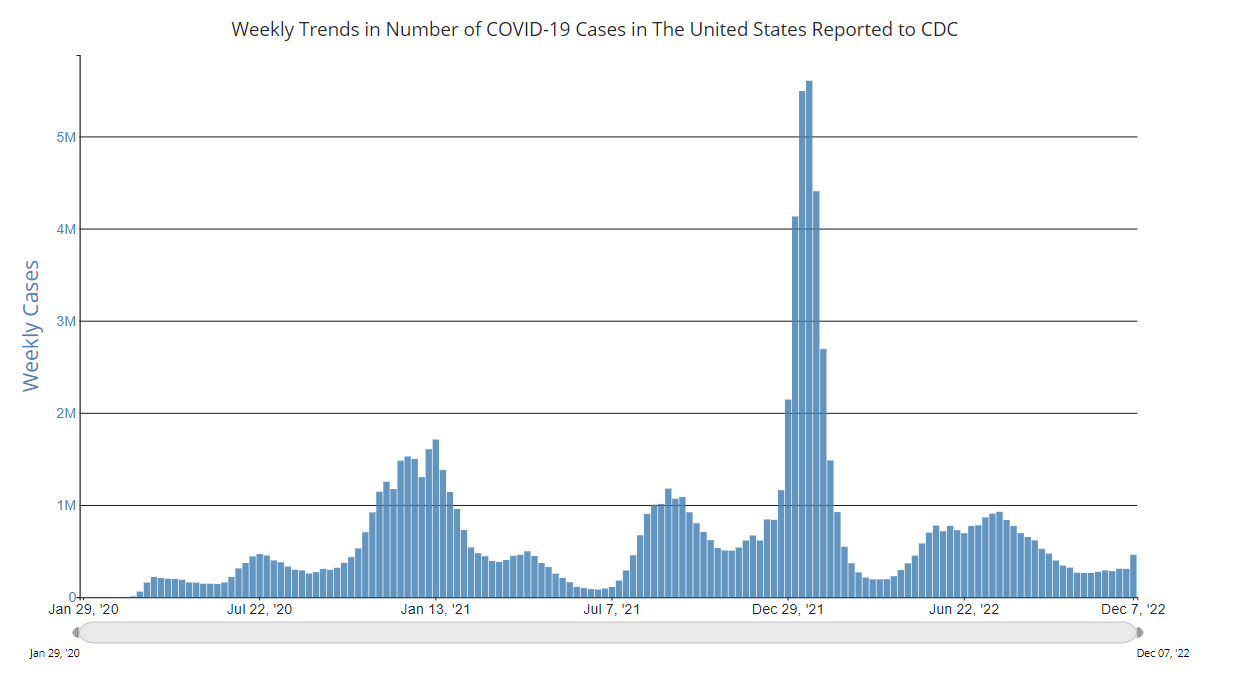 Weekly Trends in Number of COVID-19 Cases in The United States Reported to CDC
Weekly Cases
5M
4M
3M
2M
1M
0
Jan 29, '20 Jul 22, '20 Jan 13, '21 Jul 7, '21 Dec 29, '21 Jun 22, '22 Dec 7, '22
Jan 29, '20 Dec 07, '22